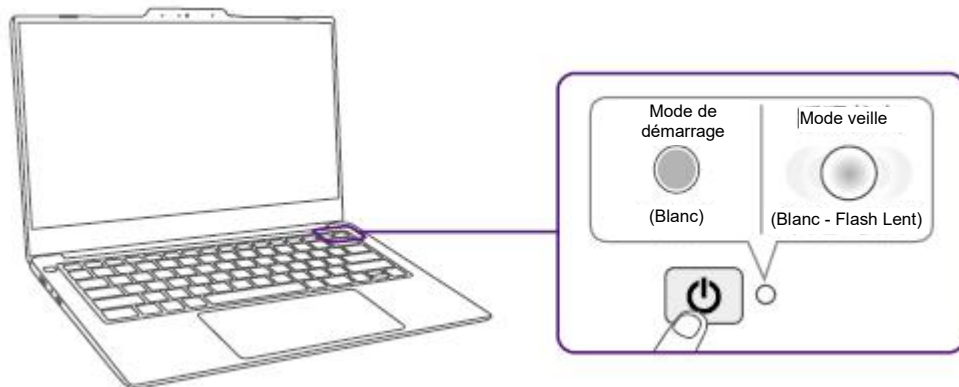 Mode de
démarrage
Mode veille
(Blanc)
(Blanc - Flash Lent)